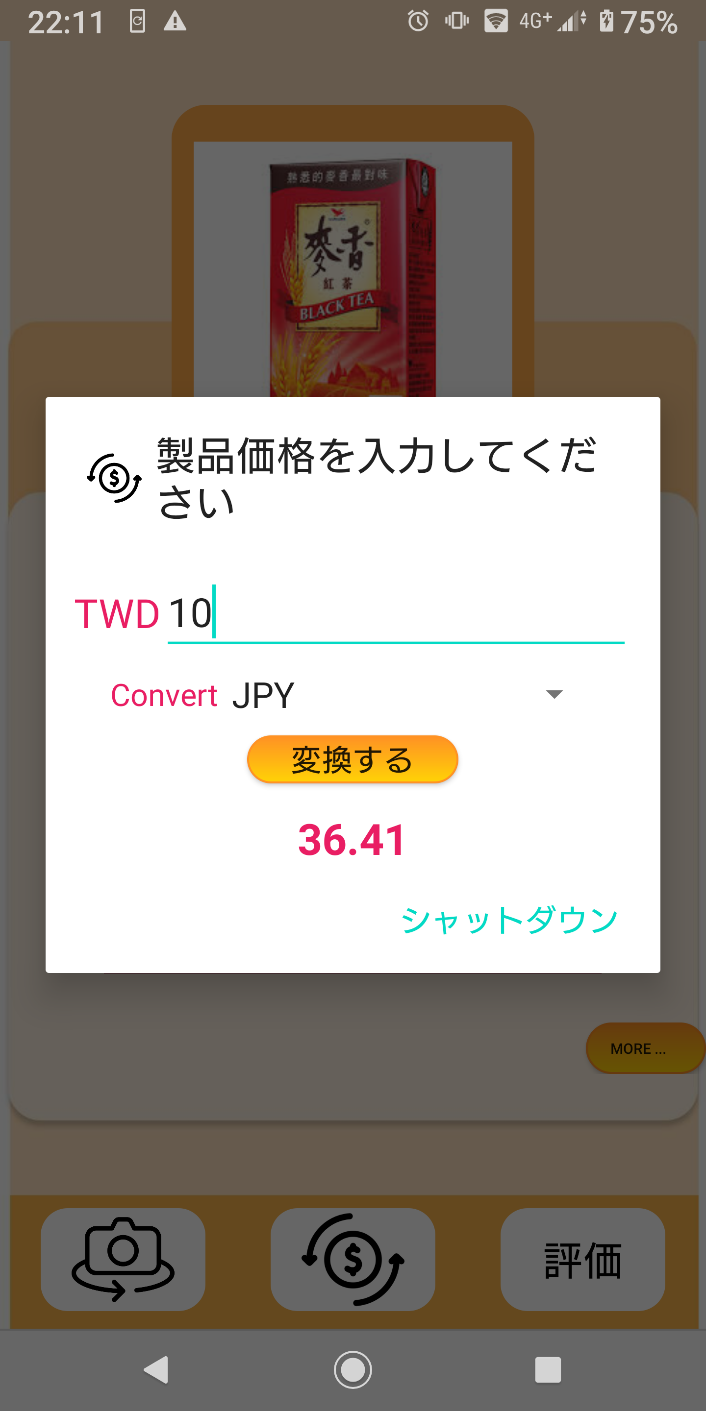 22:11
4G+
75%
熱愛的麥香最對味
麥香
紅茶
BLACK TEA
製品価格を入力してくだ
さい
TWD 10
Convert JPY
変換する
36.41
シャットダウン
MORE ...
評価